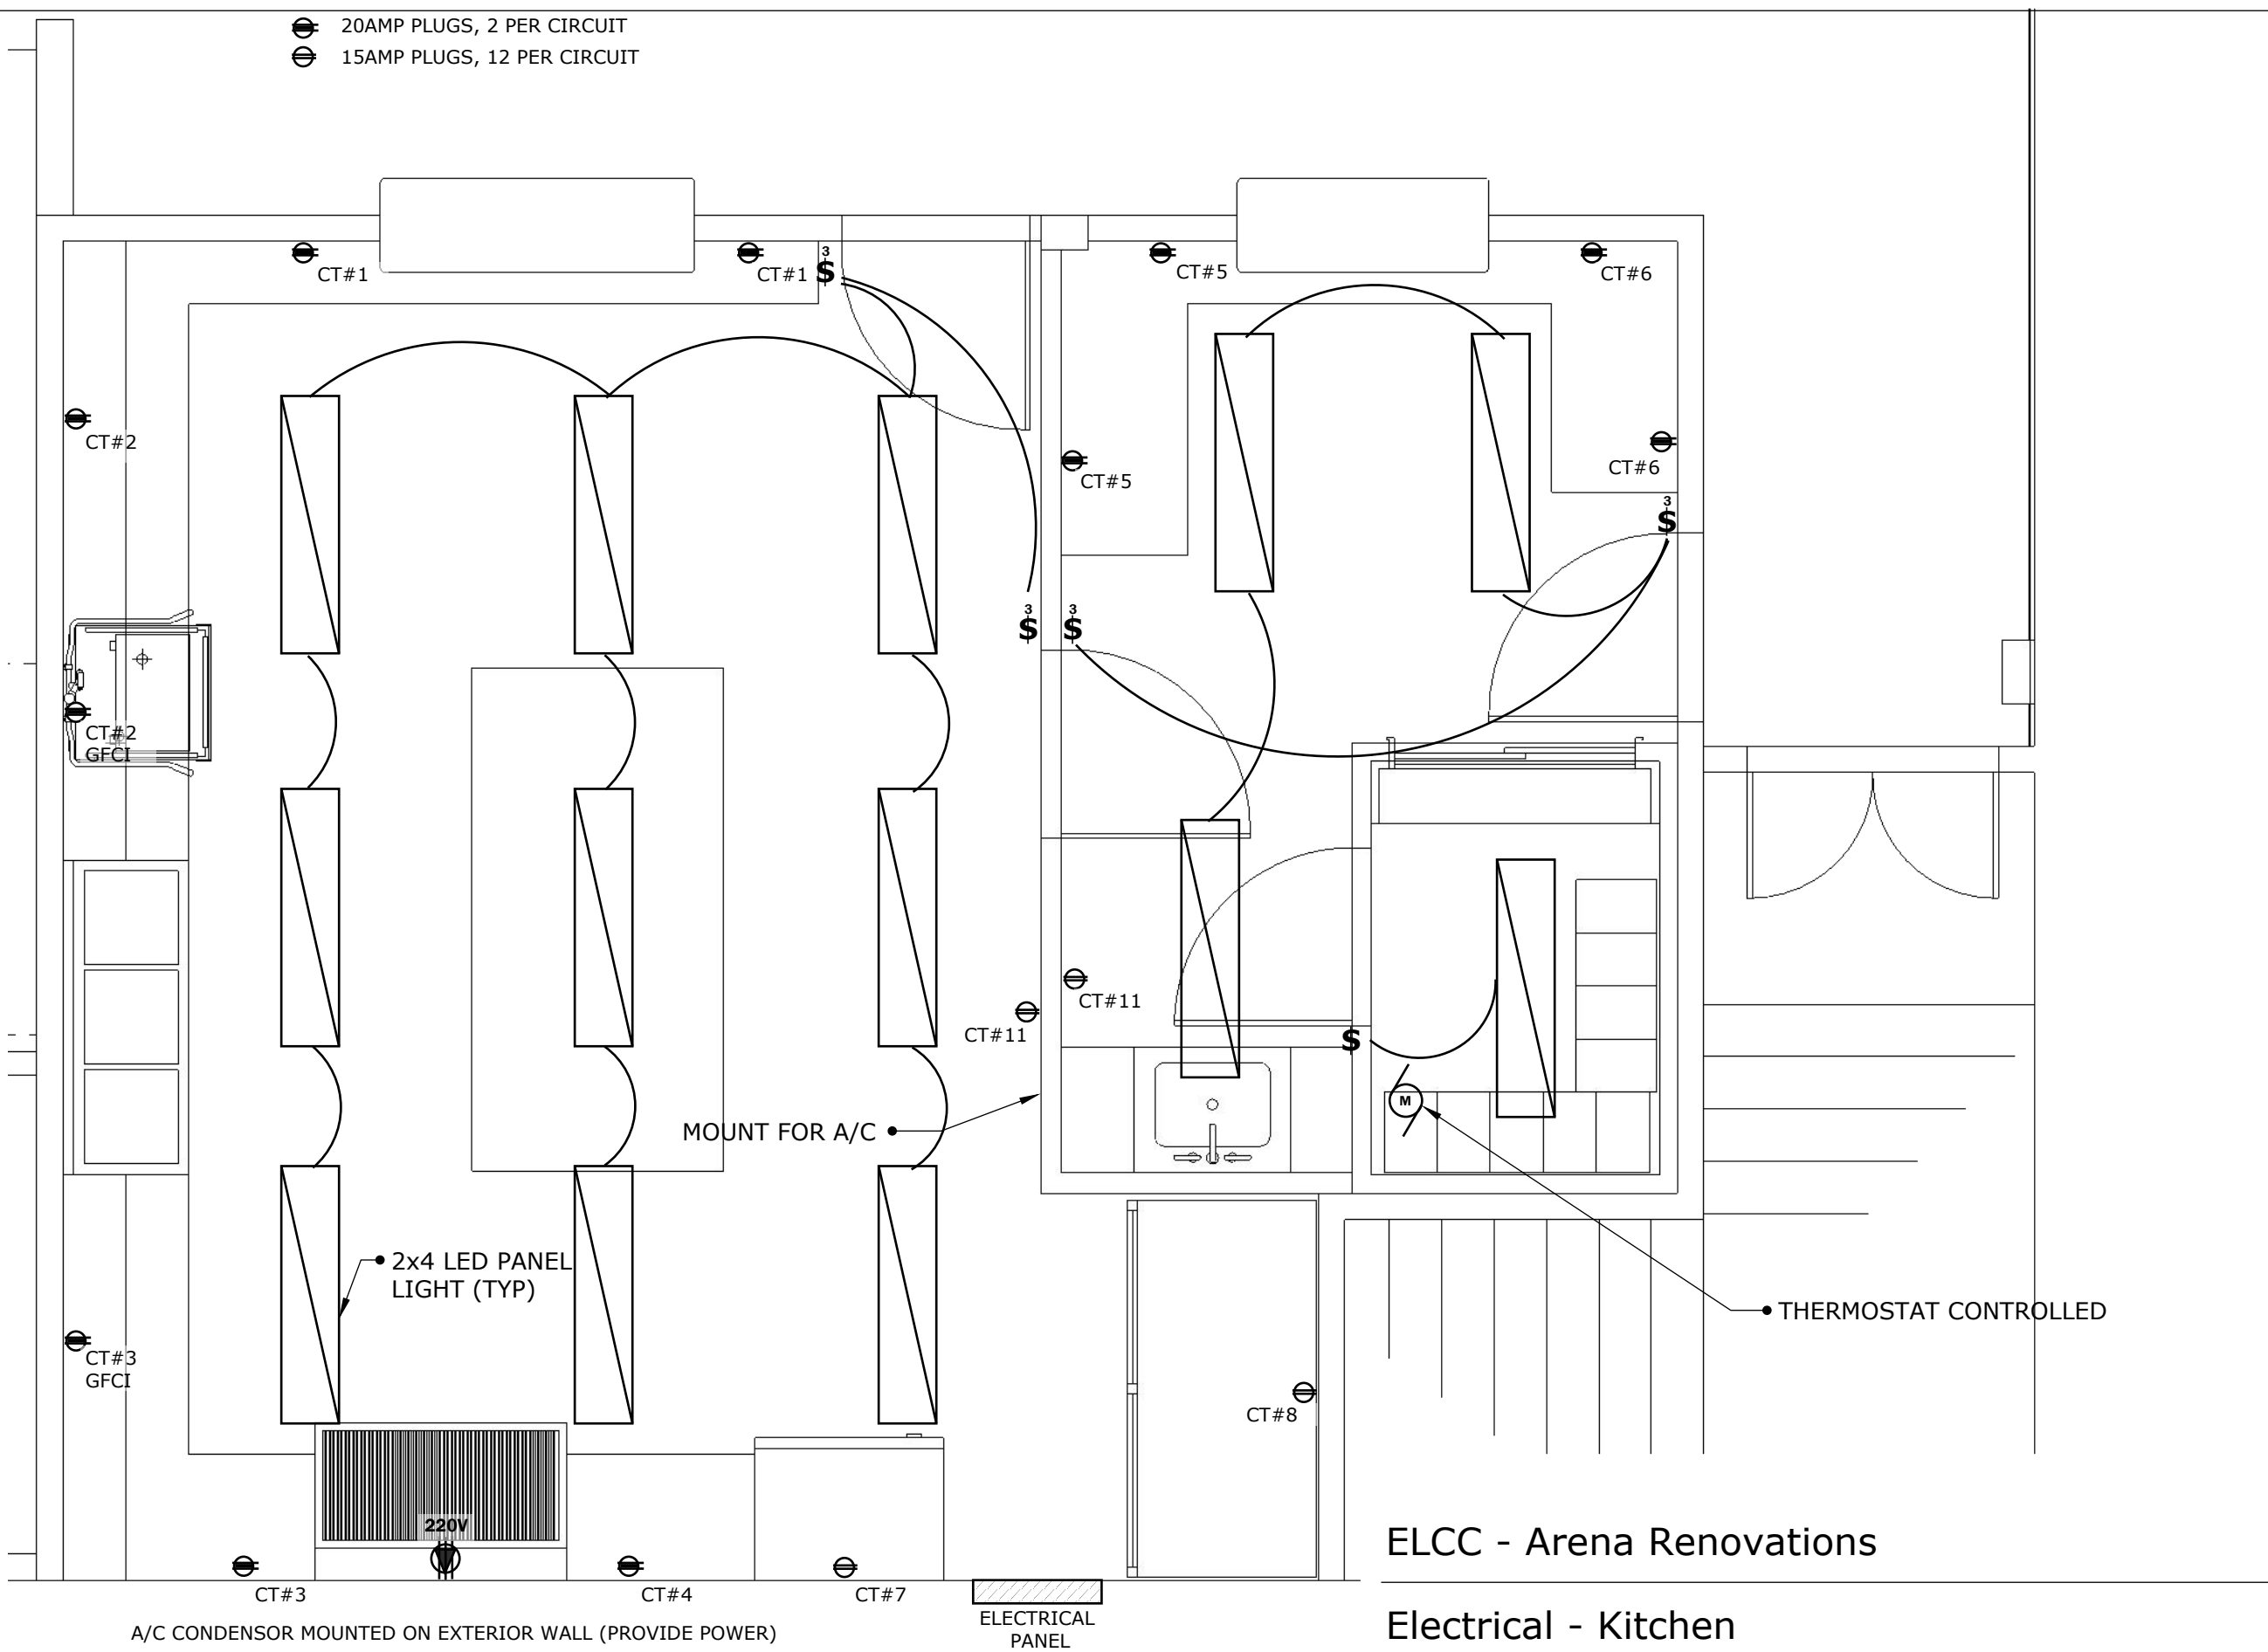 20AMP PLUGS, 2 PER CIRCUIT
15AMP PLUGS, 12 PER CIRCUIT
3
$
CT#1
CT#1
CT#5
CT#6
CT#2
CT#5
CT#6
3
$
3
$
3
$
CT#2
GFCI
CT#11
CT#11
$
M
MOUNT FOR A/C
2x4 LED PANEL
LIGHT (TYP)
THERMOSTAT CONTROLLED
CT#3
GFCI
CT#8
220V
CT#3
CT#4
CT#7
ELECTRICAL
PANEL
A/C CONDENSOR MOUNTED ON EXTERIOR WALL (PROVIDE POWER)
ELCC - Arena Renovations
Electrical - Kitchen